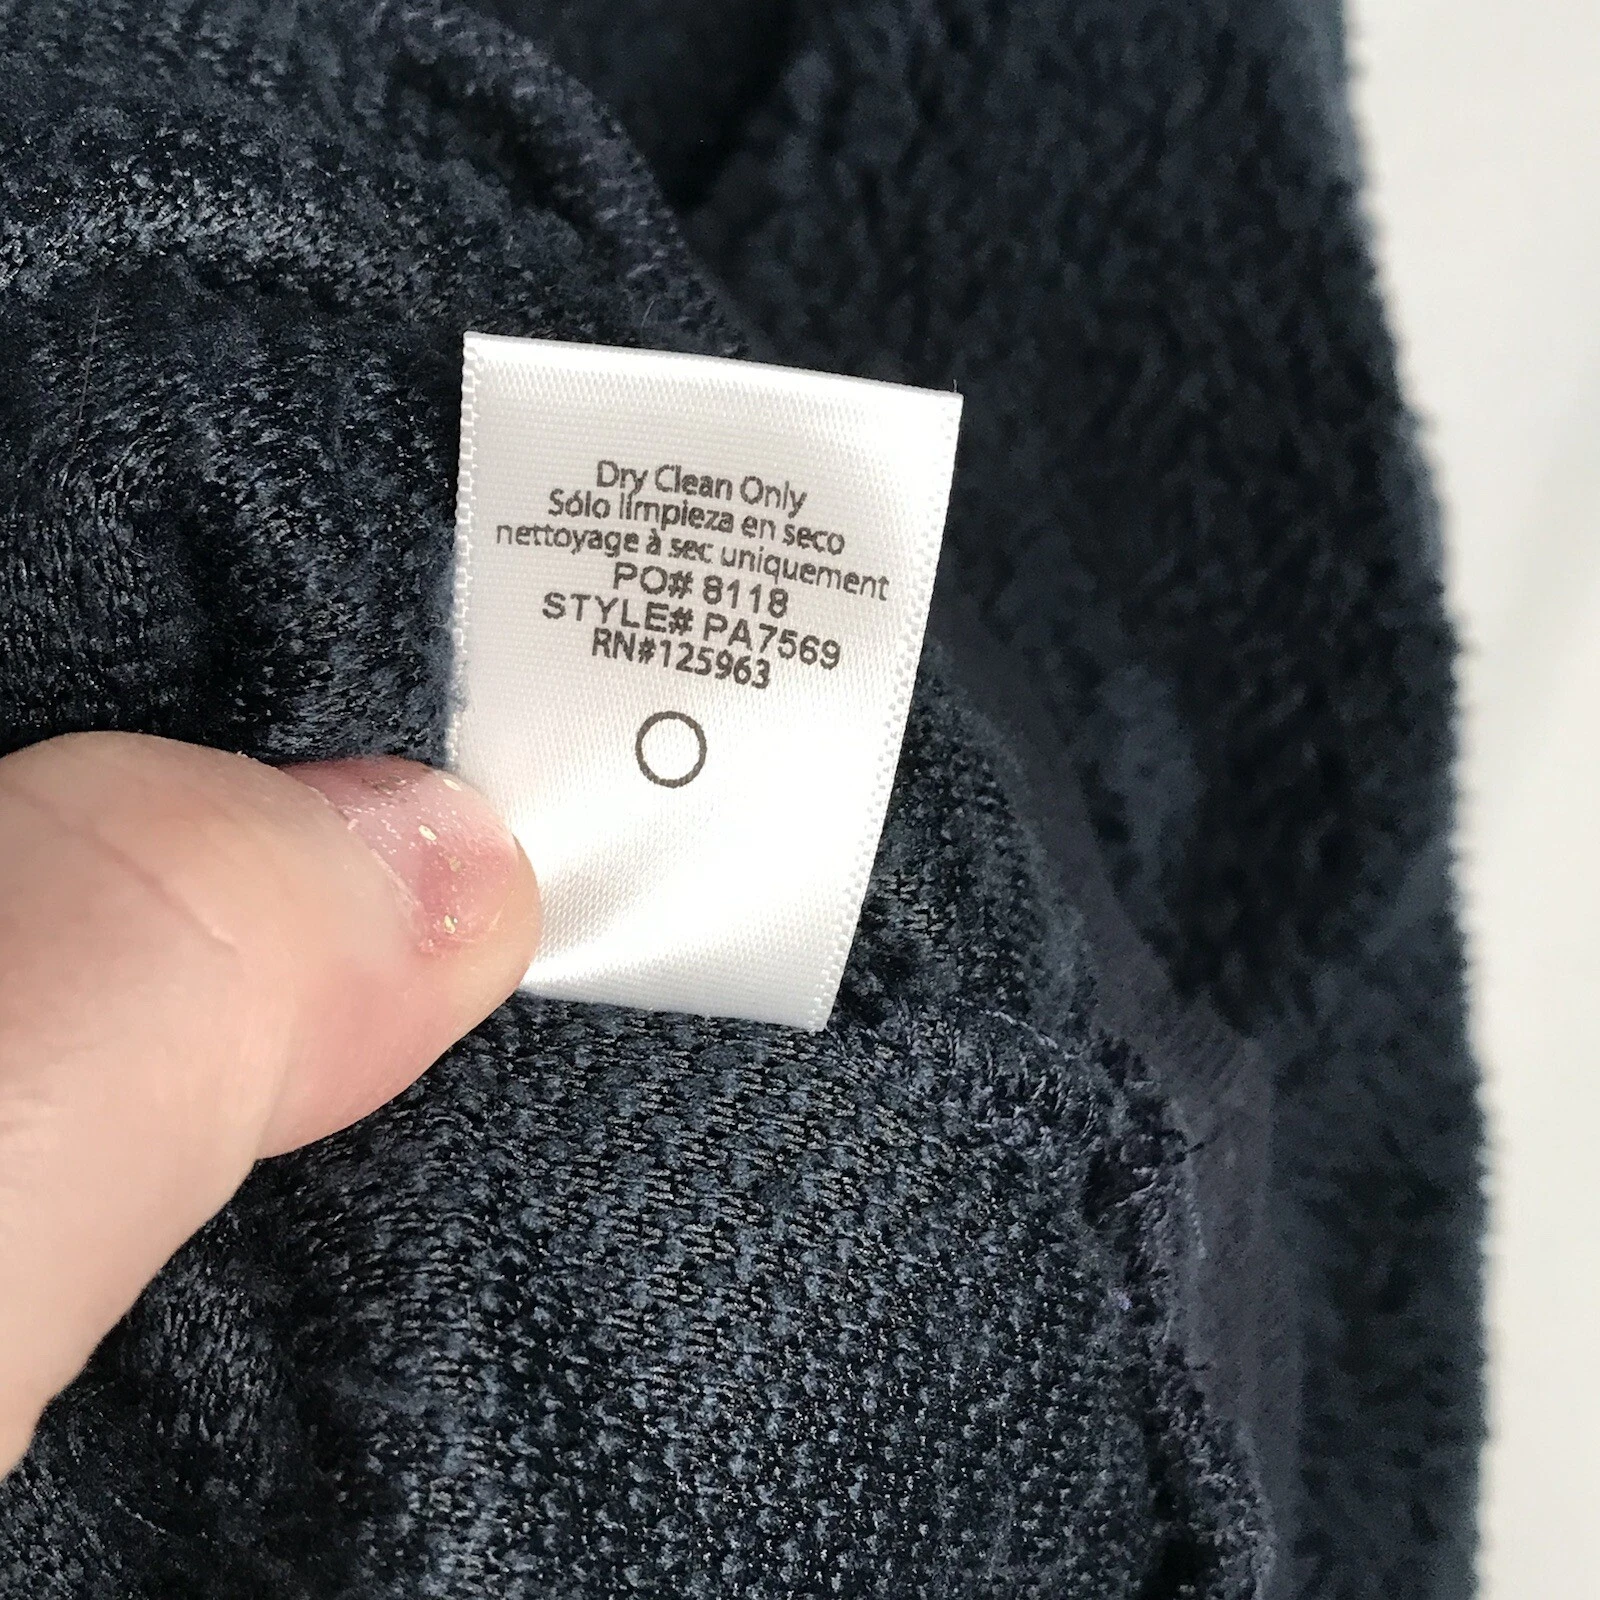 Dry Clean Only
Sólo limpieza en seco
nettoyage à sec uniquement
PO# 8118
STYLE# PA7569
RN#125963